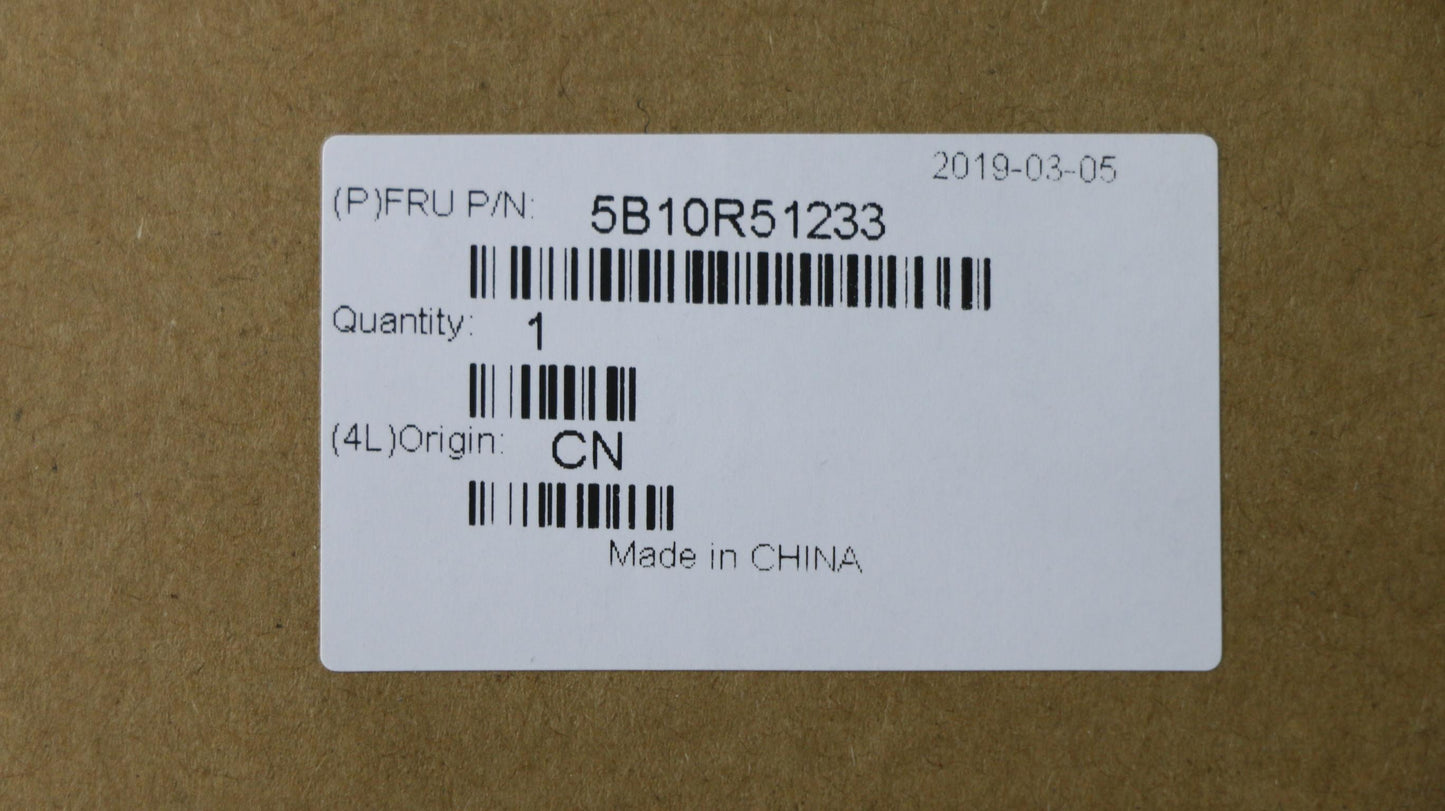 2019-03-05
(P)FRU P/N: 5B10R51233
Quantity: 1
(4L)Origin: CN
Made in CHINA